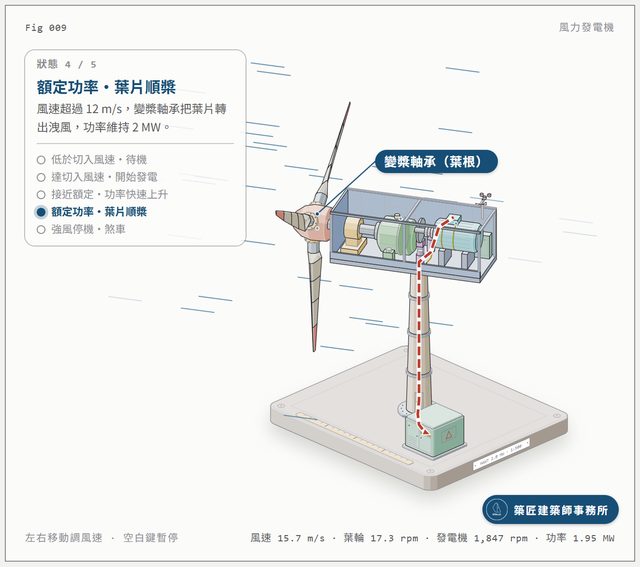 Fig 009
風力發電機
狀態 4 / 5
額定功率・葉片順槳
風速超過 12 m/s，變槳軸承把葉片轉
出洩風，功率維持 2 MW。
低於切入風速・待機
達切入風速・開始發電
接近額定・功率快速上升
額定功率・葉片順槳
強風停機・煞車
變槳軸承（葉根）
築匠建築師事務所
左右移動調風速 · 空白鍵暫停
風速 15.7 m/s · 葉輪 17.3 rpm · 發電機 1,847 rpm · 功率 1.95 MW